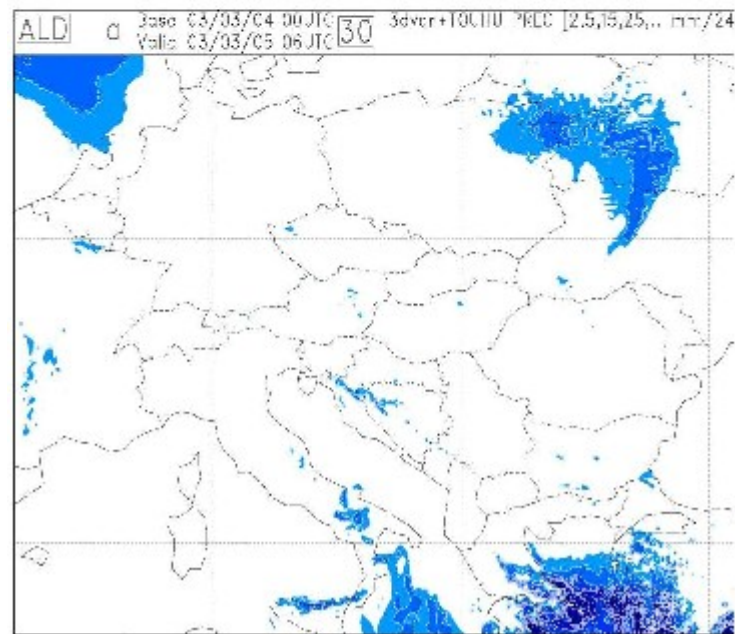 ALD a Base 03/03/04 00UTC 30 3dvar+TOUHU PREC [2.5,15,25,.. mm/24
Valid 03/03/05 06UTC